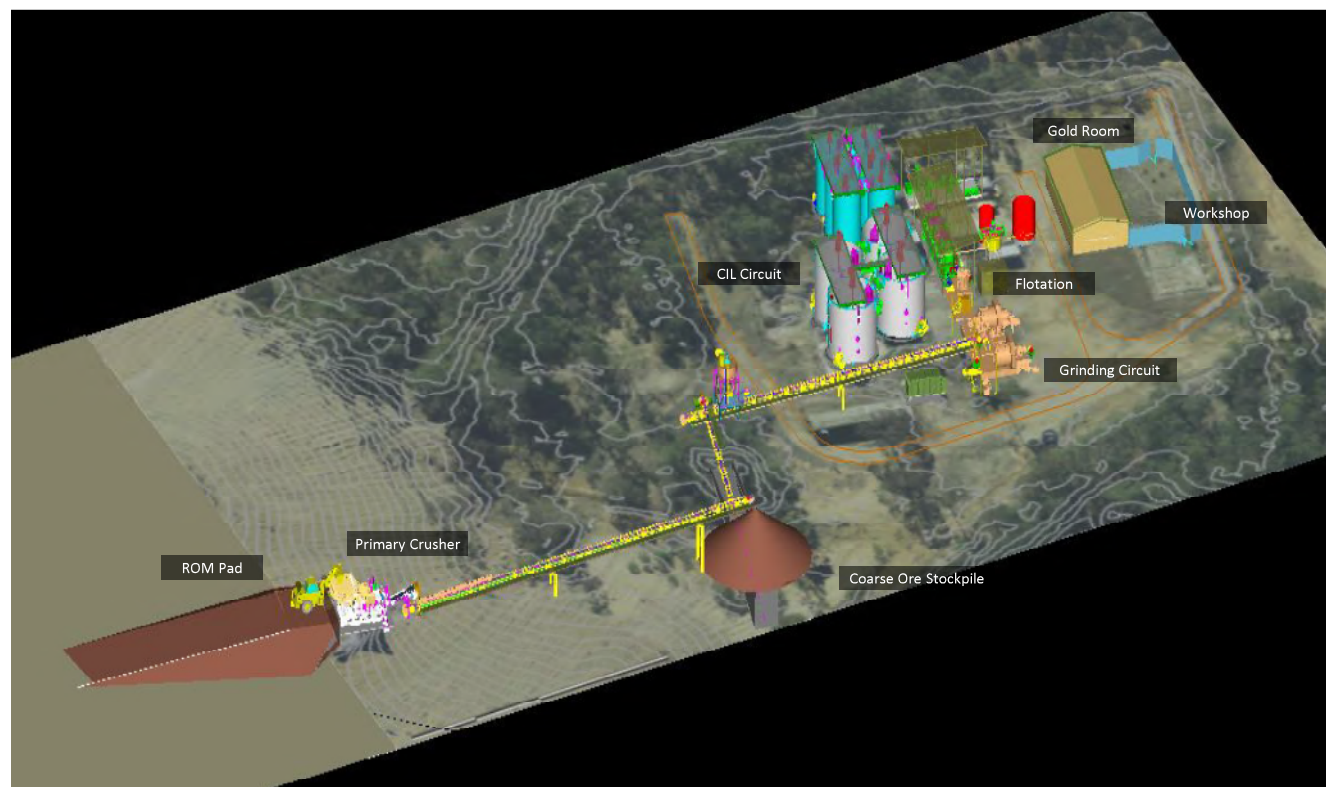 Gold Room
Workshop
CIL Circuit
Flotation
Grinding Circuit
Primary Crusher
ROM Pad
Coarse Ore Stockpile